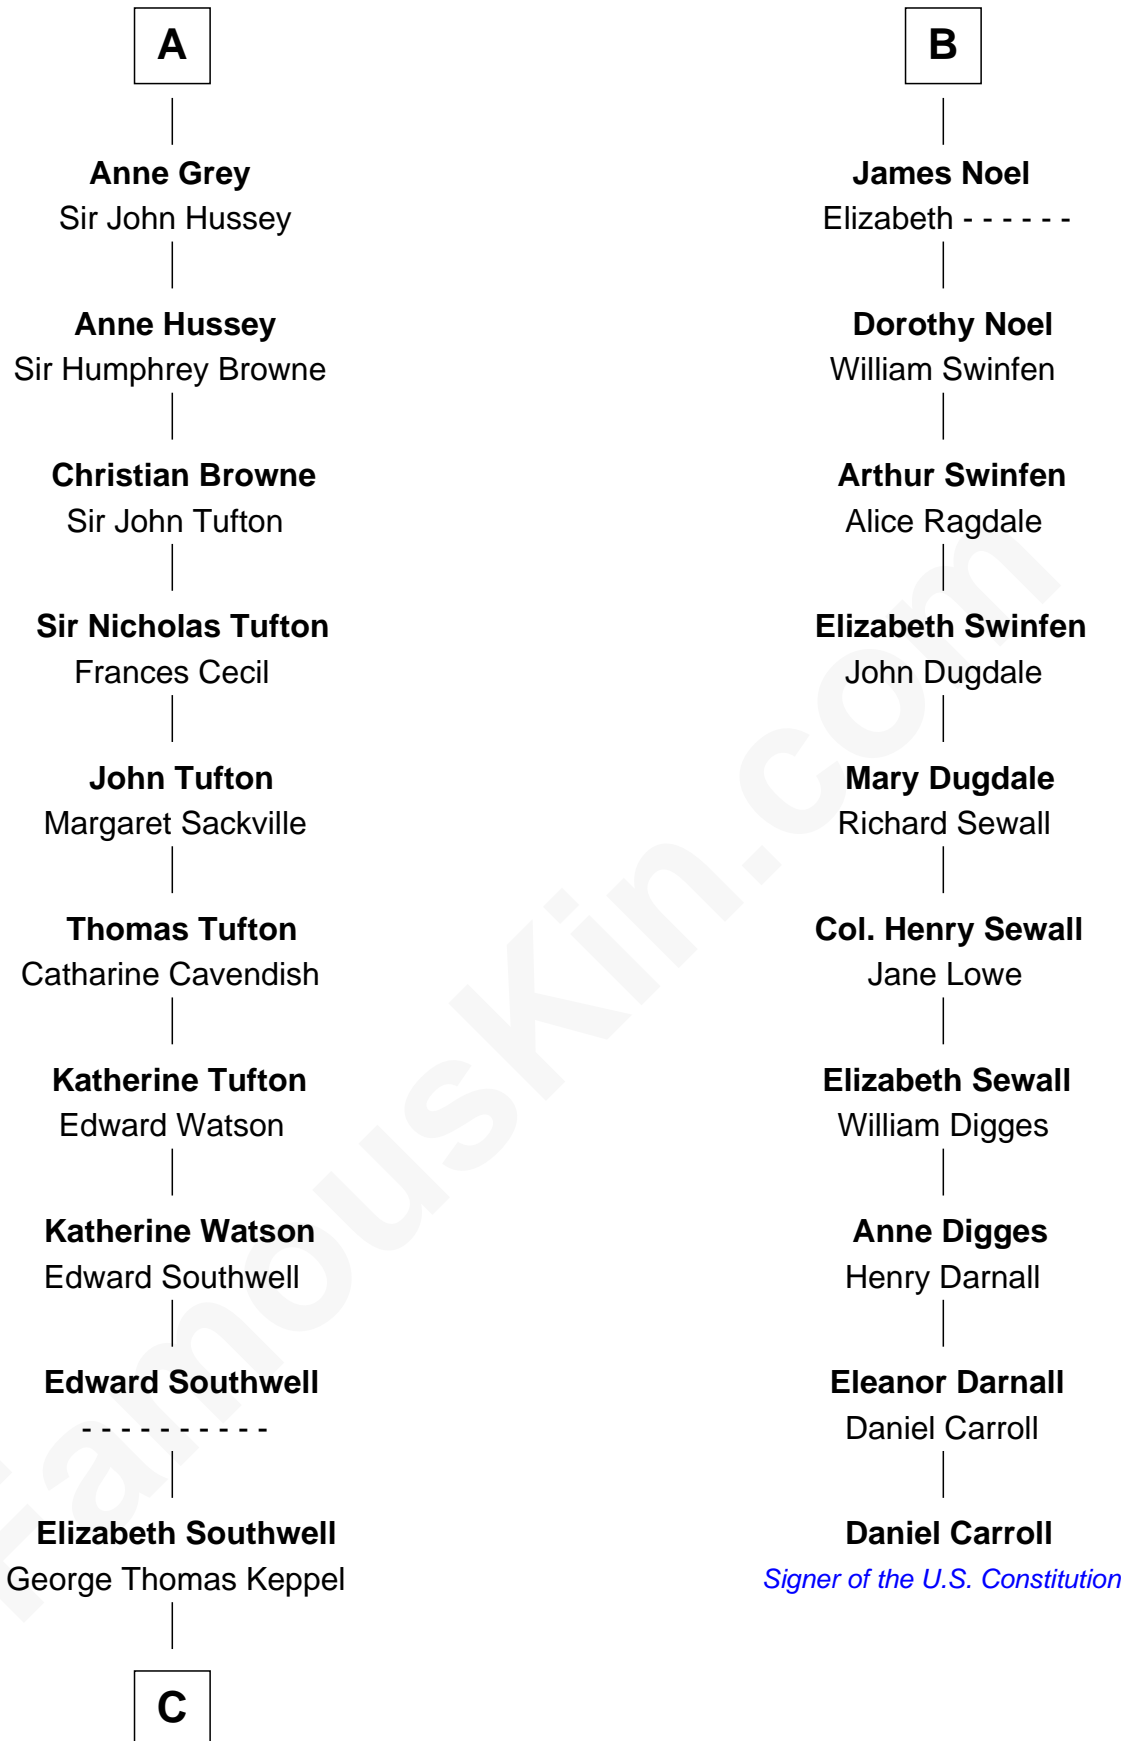 A
Anne Grey
Sir John Hussey
Anne Hussey
Sir Humphrey Browne
Christian Browne
Sir John Tufton
Sir Nicholas Tufton
Frances Cecil
John Tufton
Margaret Sackville
Thomas Tufton
Catharine Cavendish
Katherine Tufton
Edward Watson
Katherine Watson
Edward Southwell
Edward Southwell
- - - - - - - - - -
Elizabeth Southwell
George Thomas Keppel
C
B
James Noel
Elizabeth - - - - - -
Dorothy Noel
William Swinfen
Arthur Swinfen
Alice Ragdale
Elizabeth Swinfen
John Dugdale
Mary Dugdale
Richard Sewall
Col. Henry Sewall
Jane Lowe
Elizabeth Sewall
William Digges
Anne Digges
Henry Darnall
Eleanor Darnall
Daniel Carroll
Daniel Carroll
Signer of the U.S. Constitution
FamousKin.com